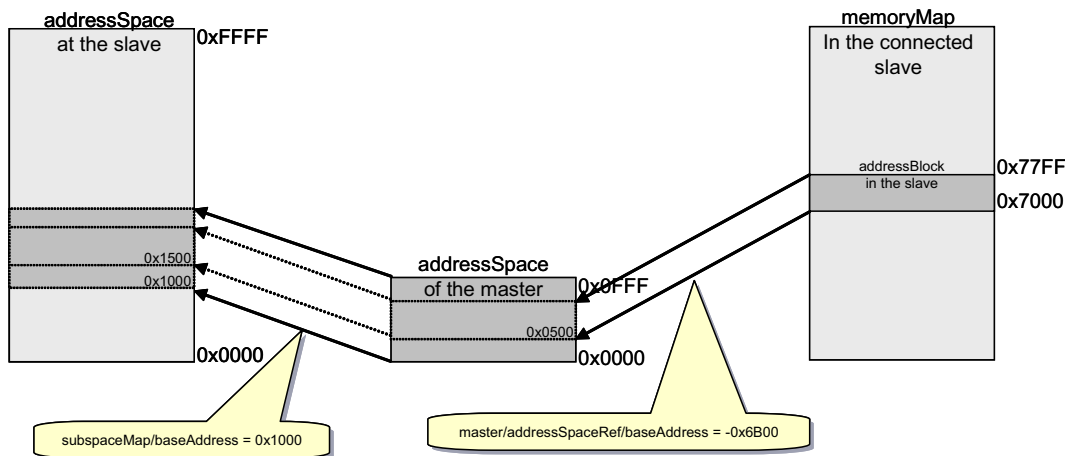 addressSpace
at the slave
0xFFFF
0x1500
0x1000
0x0000
addressSpace
of the master
0x0FFF
0x0500
0x0000
memoryMap
In the connected
slave
addressBlock
in the slave
0x77FF
0x7000
subspaceMap/baseAddress = 0x1000
master/addressSpaceRef/baseAddress = -0x6B00